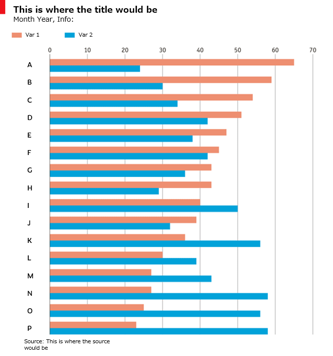 This is where the title would be
Month Year, Info:
Var 1 Var 2
0 10 20 30 40 50 60 70
A
B
C
D
E
F
G
H
I
J
K
L
M
N
O
P
Source: This is where the source
would be